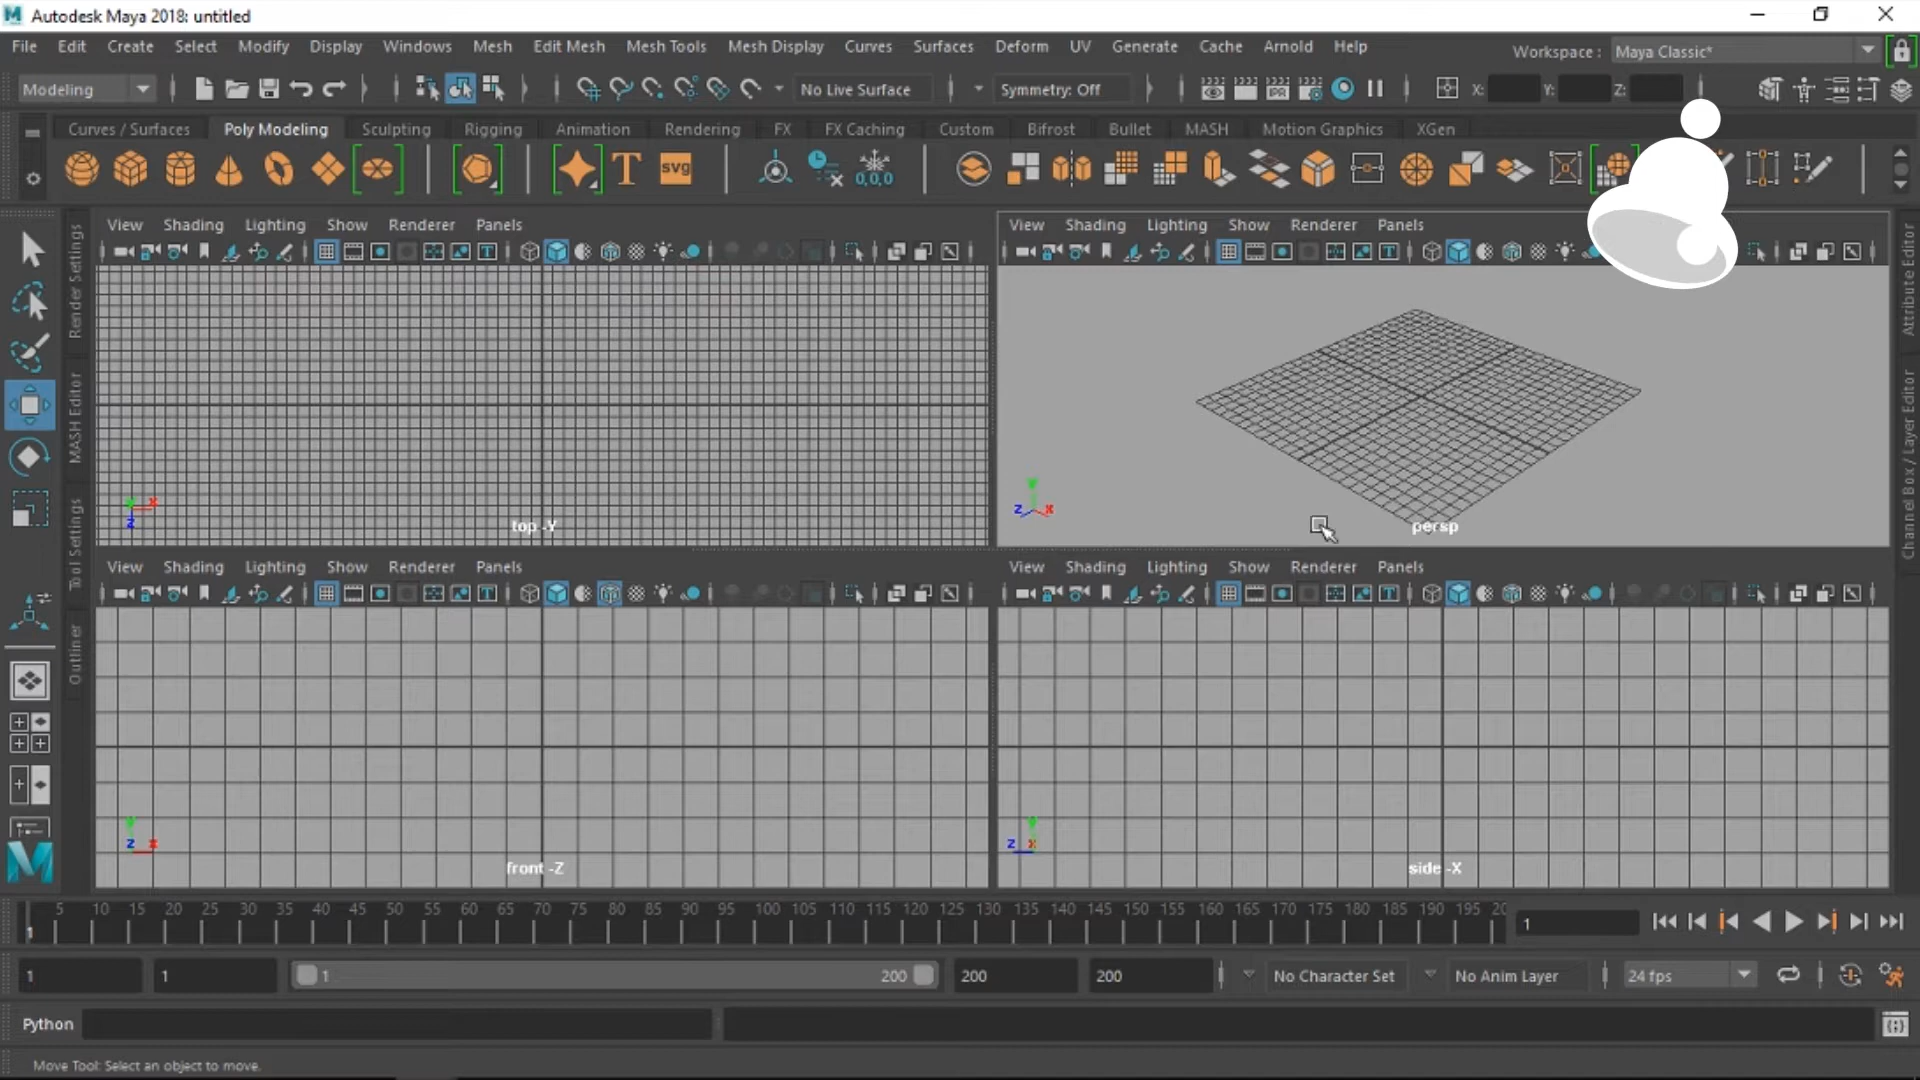 Autodesk Maya 2018: untitled
File Edit Create Select Modify Display Windows Mesh Edit Mesh Mesh Tools Mesh Display Curves Surfaces Deform UV Generate Cache Arnold Help Workspace : Maya Classic*
Modeling No Live Surface Symmetry: Off IPR X: Y: Z:
Curves / Surfaces Poly Modeling Sculpting Rigging Animation Rendering FX FX Caching Custom Bifrost Bullet MASH Motion Graphics XGen
T svg 0,0,0
Render Settings
MASH Editor
Tool Settings
Outliner
View Shading Lighting Show Renderer Panels
Y X
Z
top -Y
View Shading Lighting Show Renderer Panels
Y
Z X
persp
View Shading Lighting Show Renderer Panels
Y
Z X
front -Z
View Shading Lighting Show Renderer Panels
Y
Z X
side -X
Attribute Editor
Channel Box / Layer Editor
M
5 10 15 20 25 30 35 40 45 50 55 60 65 70 75 80 85 90 95 100 105 110 115 120 125 130 135 140 145 150 155 160 165 170 175 180 185 190 195 20
1 1
1 1 1 200 200 200 No Character Set No Anim Layer 24 fps
Python
Move Tool: Select an object to move.